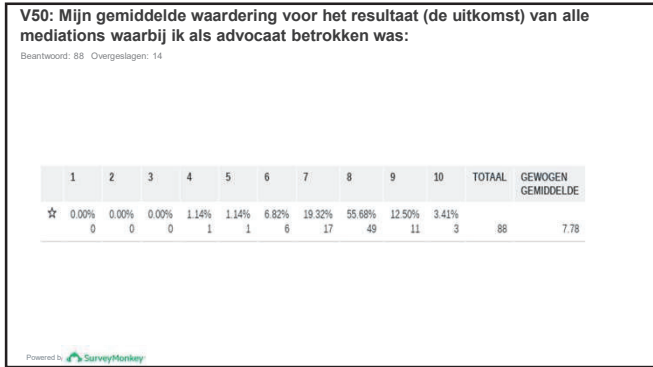 V50: Mijn gemiddelde waardering voor het resultaat (de uitkomst) van alle
mediations waarbij ik als advocaat betrokken was:
Beantwoord: 88 Overgeslagen: 14
1 2 3 4 5 6 7 8 9 10 TOTAAL GEWOGEN
GEMIDDELDE
0.00% 0.00% 0.00% 1.14% 1.14% 6.82% 19.32% 55.68% 12.50% 3.41%
0 0 0 1 1 6 17 49 11 3 88 7.78
Powered b SurveyMonkey